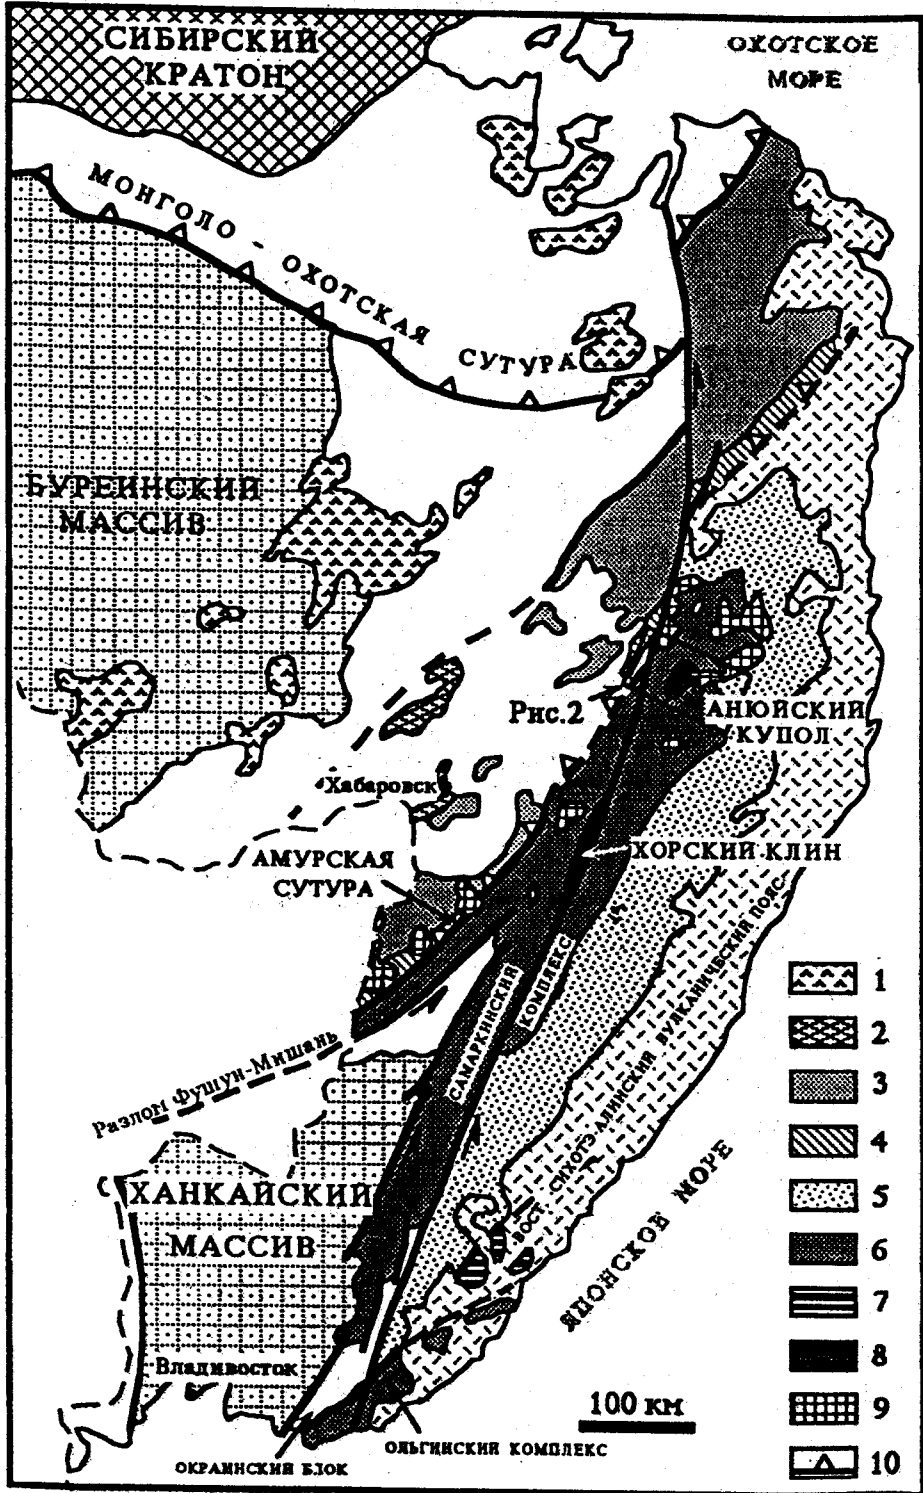 СИБИРСКИЙ
КРАТОН
ОХОТСКОЕ
МОРЕ
МОНГОЛО - ОХОТСКАЯ СУТУРА
БУРЕИНСКИЙ
МАССИВ
Рис.2
АНЮЙСКИЙ
КУПОЛ
Хабаровск
АМУРСКАЯ
СУТУРА
ХОРСКИЙ КЛИН
САМАРКИНСКИЙ
КОМПЛЕКС
ВОСТ. СИХОТЭ-АЛИНСКИЙ ВУЛКАНИЧЕСКИЙ ПОЯС
Разлом Фушун-Мишань
ХАНКАЙСКИЙ
МАССИВ
ЯПОНСКОЕ МОРЕ
Владивосток
100 км
ОЛЬГИНСКИЙ КОМПЛЕКС
ОКРАИНСКИЙ БЛОК
1
2
3
4
5
6
7
8
9
10